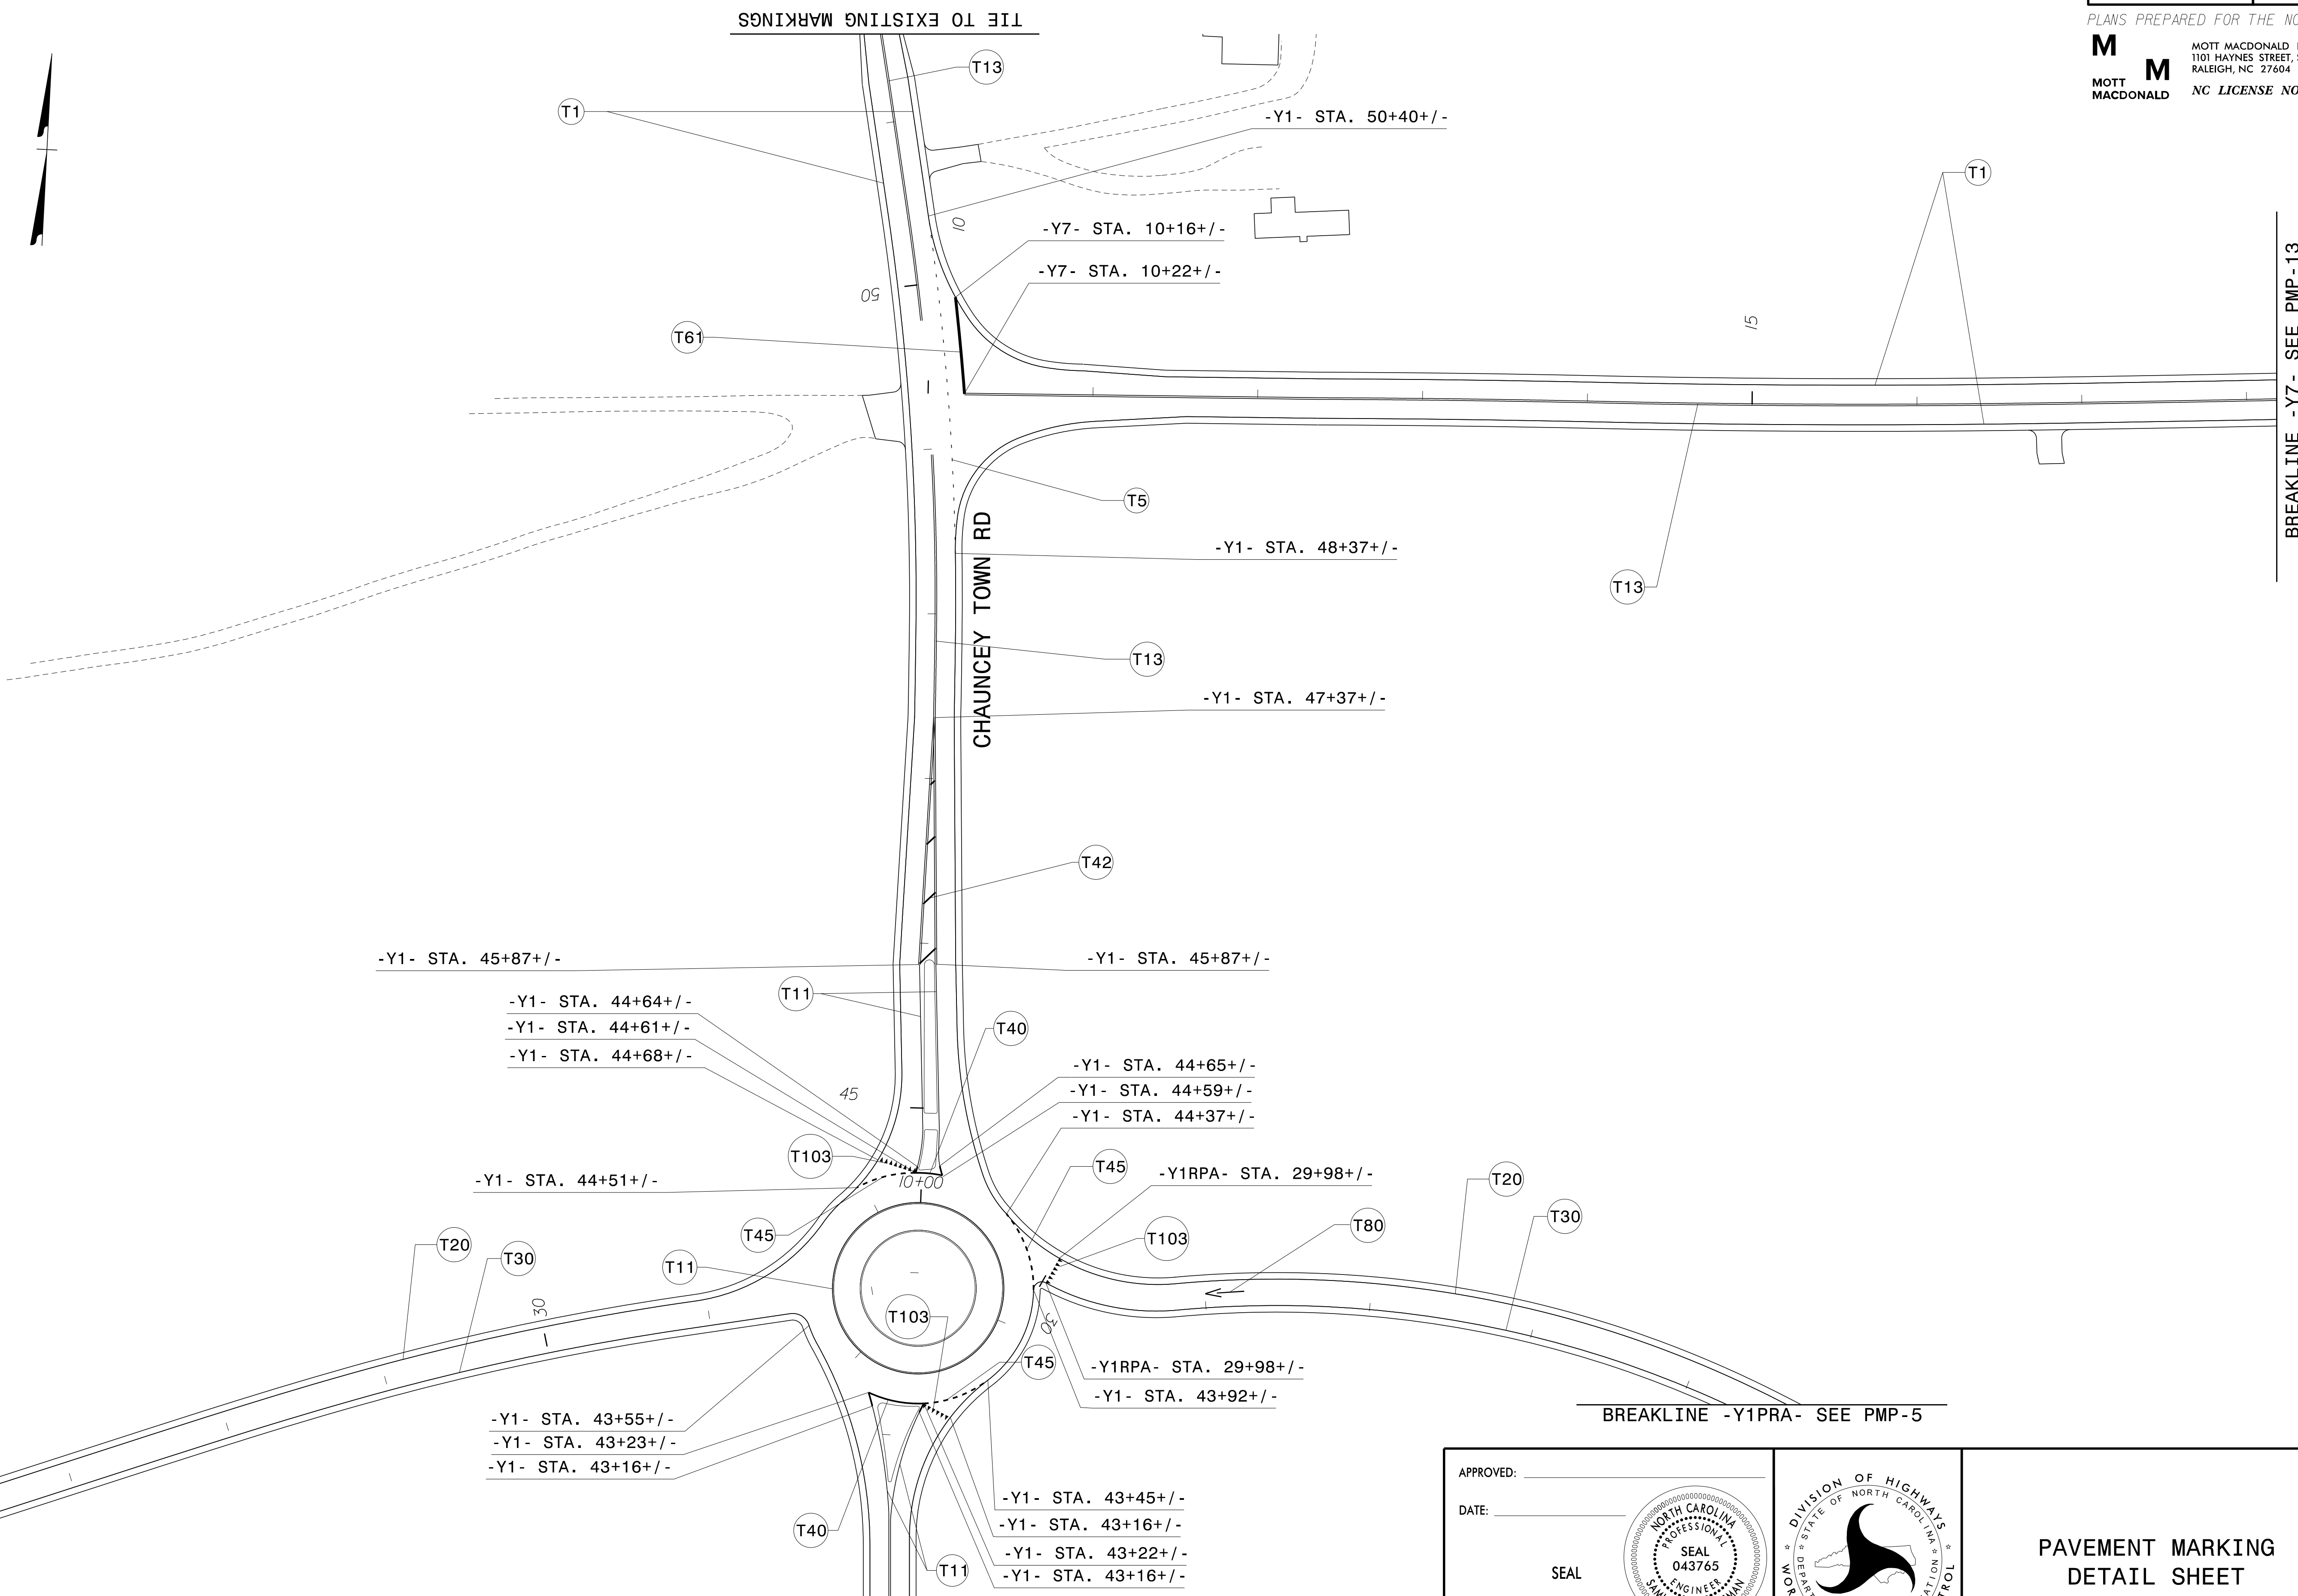 TIE TO EXISTING MARKINGS
PLANS PREPARED FOR THE
M
M
MOTT
MACDONALD
MOTT MACDONALD
1101 HAYNES STREET,
RALEIGH, NC 27604
NC LICENSE NO
T13
T1
-Y1- STA. 50+40+/-
T1
10
-Y7- STA. 10+16+/-
-Y7- STA. 10+22+/-
50
T61
15
BREAKLINE -Y7- SEE PMP-13
T5
CHAUNCEY TOWN RD
-Y1- STA. 48+37+/-
T13
T13
-Y1- STA. 47+37+/-
T42
-Y1- STA. 45+87+/-
-Y1- STA. 45+87+/-
T11
-Y1- STA. 44+64+/-
-Y1- STA. 44+61+/-
-Y1- STA. 44+68+/-
T40
-Y1- STA. 44+65+/-
-Y1- STA. 44+59+/-
-Y1- STA. 44+37+/-
45
T103
T45
-Y1RPA- STA. 29+98+/-
-Y1- STA. 44+51+/-
10+00
T20
T30
T80
T103
T45
T20
T30
T11
30
T103
30
T45
-Y1RPA- STA. 29+98+/-
-Y1- STA. 43+92+/-
-Y1- STA. 43+55+/-
-Y1- STA. 43+23+/-
-Y1- STA. 43+16+/-
BREAKLINE -Y1PRA- SEE PMP-5
-Y1- STA. 43+45+/-
-Y1- STA. 43+16+/-
-Y1- STA. 43+22+/-
-Y1- STA. 43+16+/-
T40
T11
APPROVED:
DATE:
SEAL
NORTH CAROLINA
PROFESSIONAL
SEAL
043765
ENGINEER
DIVISION OF HIGHWAYS
STATE OF NORTH CAROLINA
PAVEMENT MARKING
DETAIL SHEET